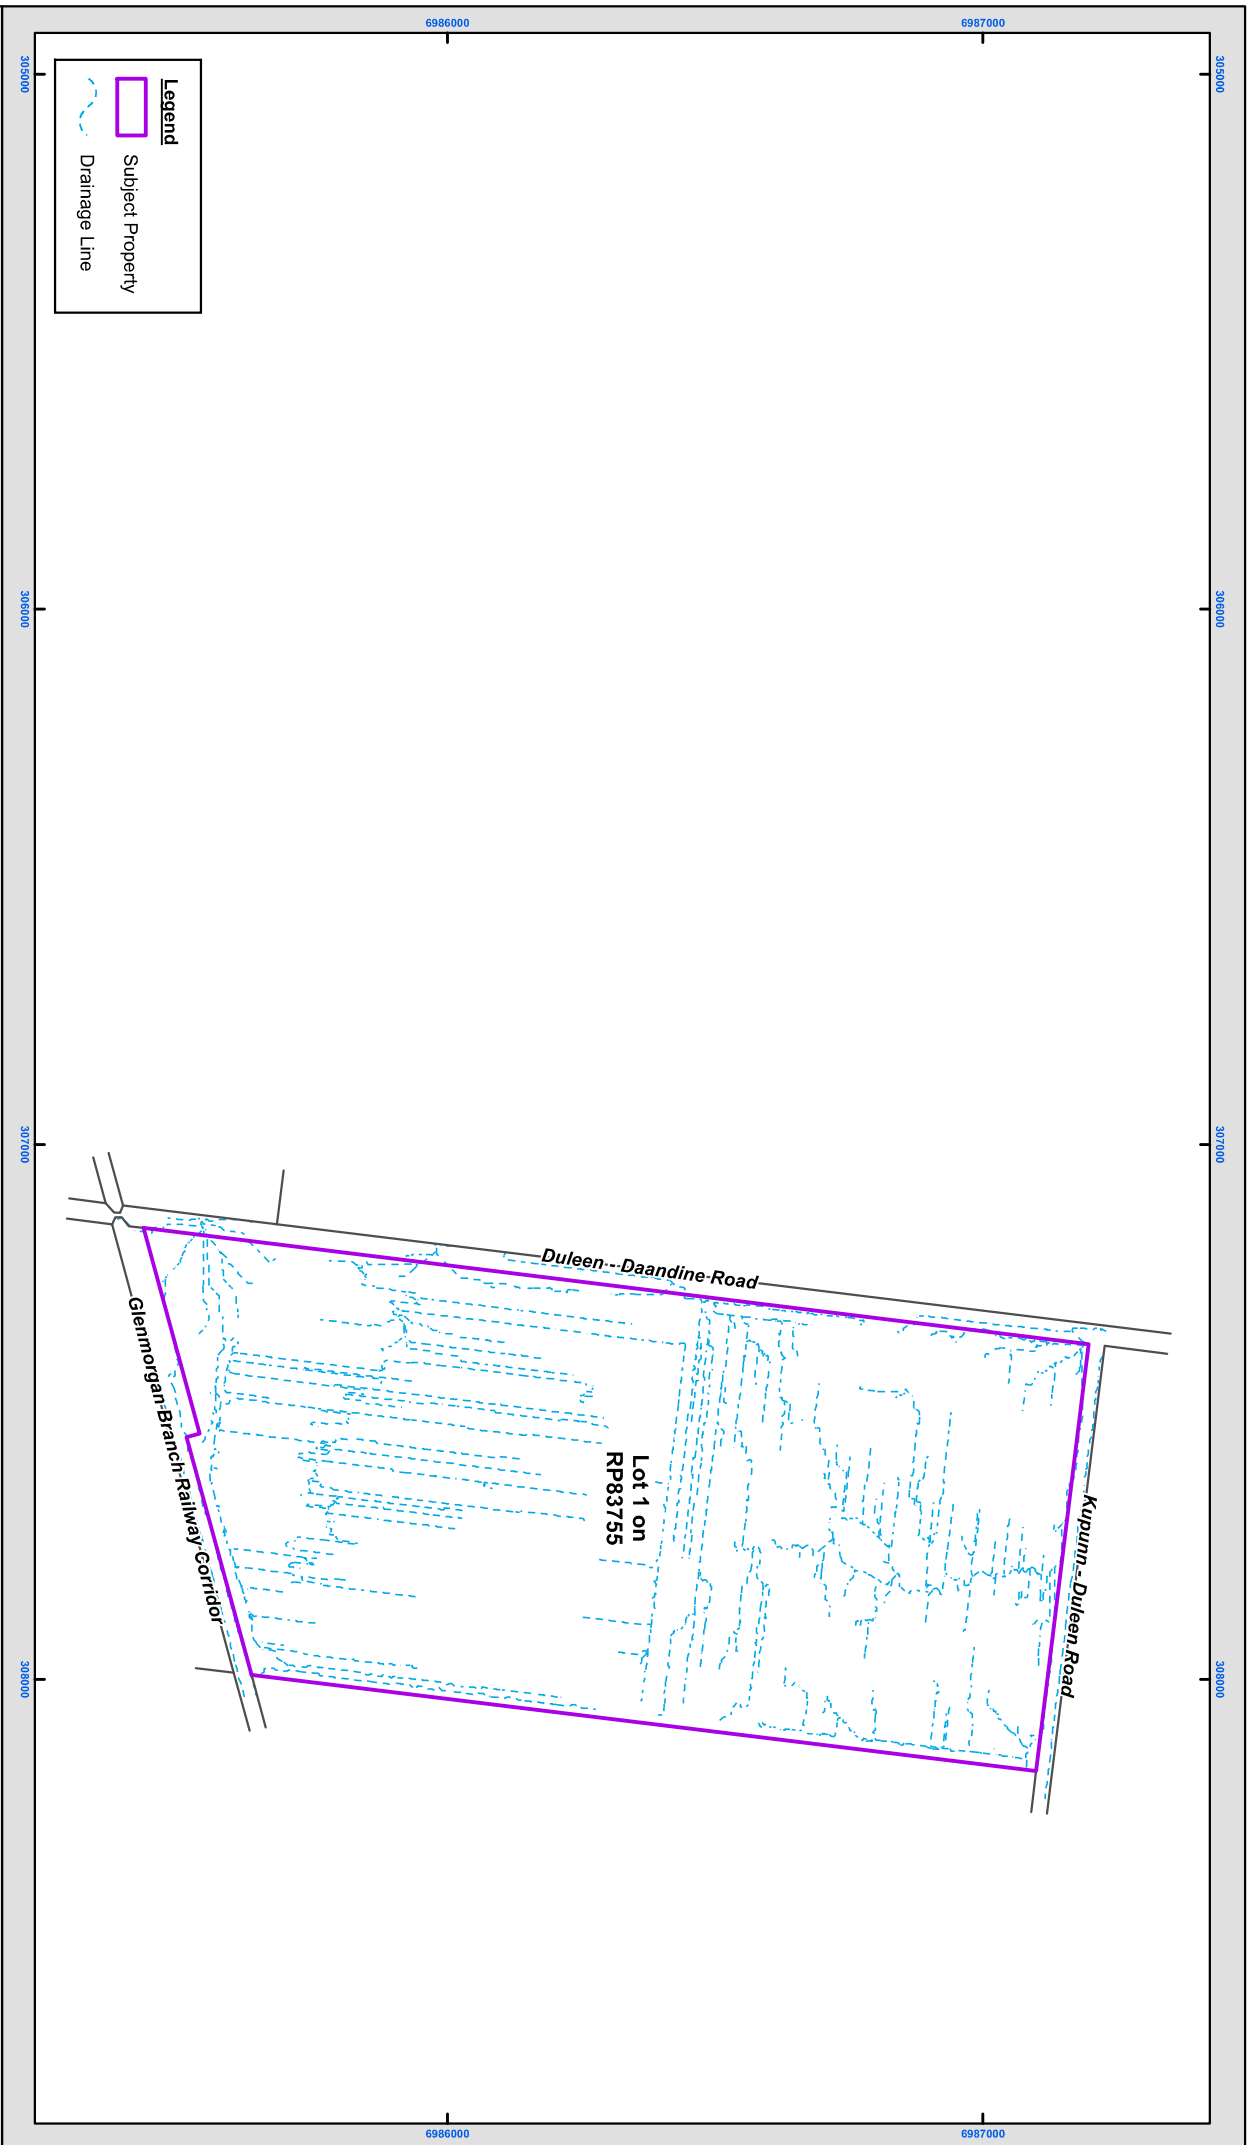 6986000
6987000
305000
305000
Legend
Subject Property
Drainage Line
306000
306000
307000
307000
Duleen - Daandine Road
Glenmorgan Branch Railway Corridor
Lot 1 on
RP83755
Kupunn - Duleen Road
308000
308000
6986000
6987000